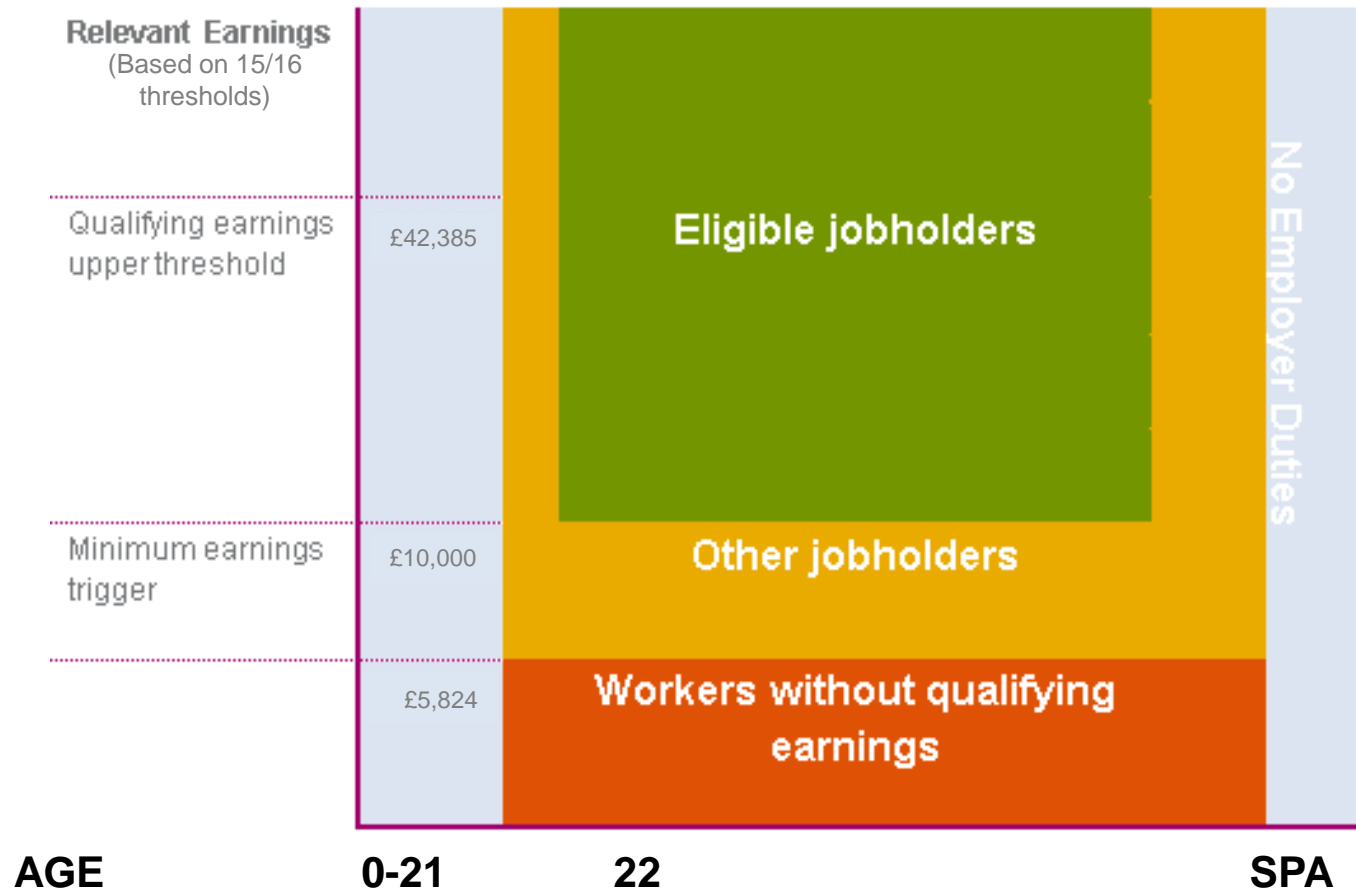 Relevant Earnings
(Based on 15/16
thresholds)
Qualifying earnings
upper threshold
£42,385
Eligible jobholders
No Employer Duties
Minimum earnings
trigger
£10,000
Other jobholders
£5,824
Workers without qualifying
earnings
AGE 0-21 22 SPA